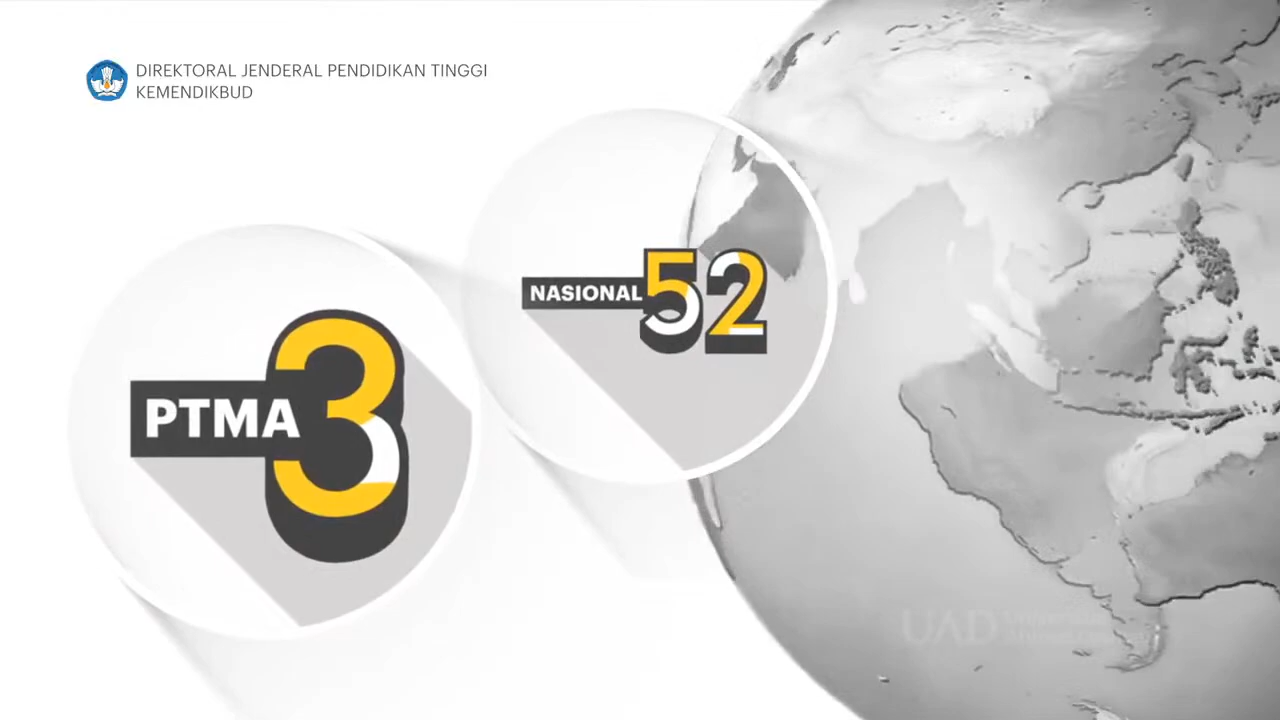 DIREKTORAL JENDERAL PENDIDIKAN TINGGI
KEMENDIKBUD
NASIONAL 52
PTMA 3
UAD